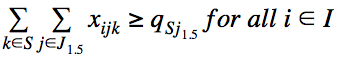 ∑_{k∈S} ∑_{j∈J_{1.5}} x_{ijk} ≥ q_{Sj_{1.5}} for all i ∈ I